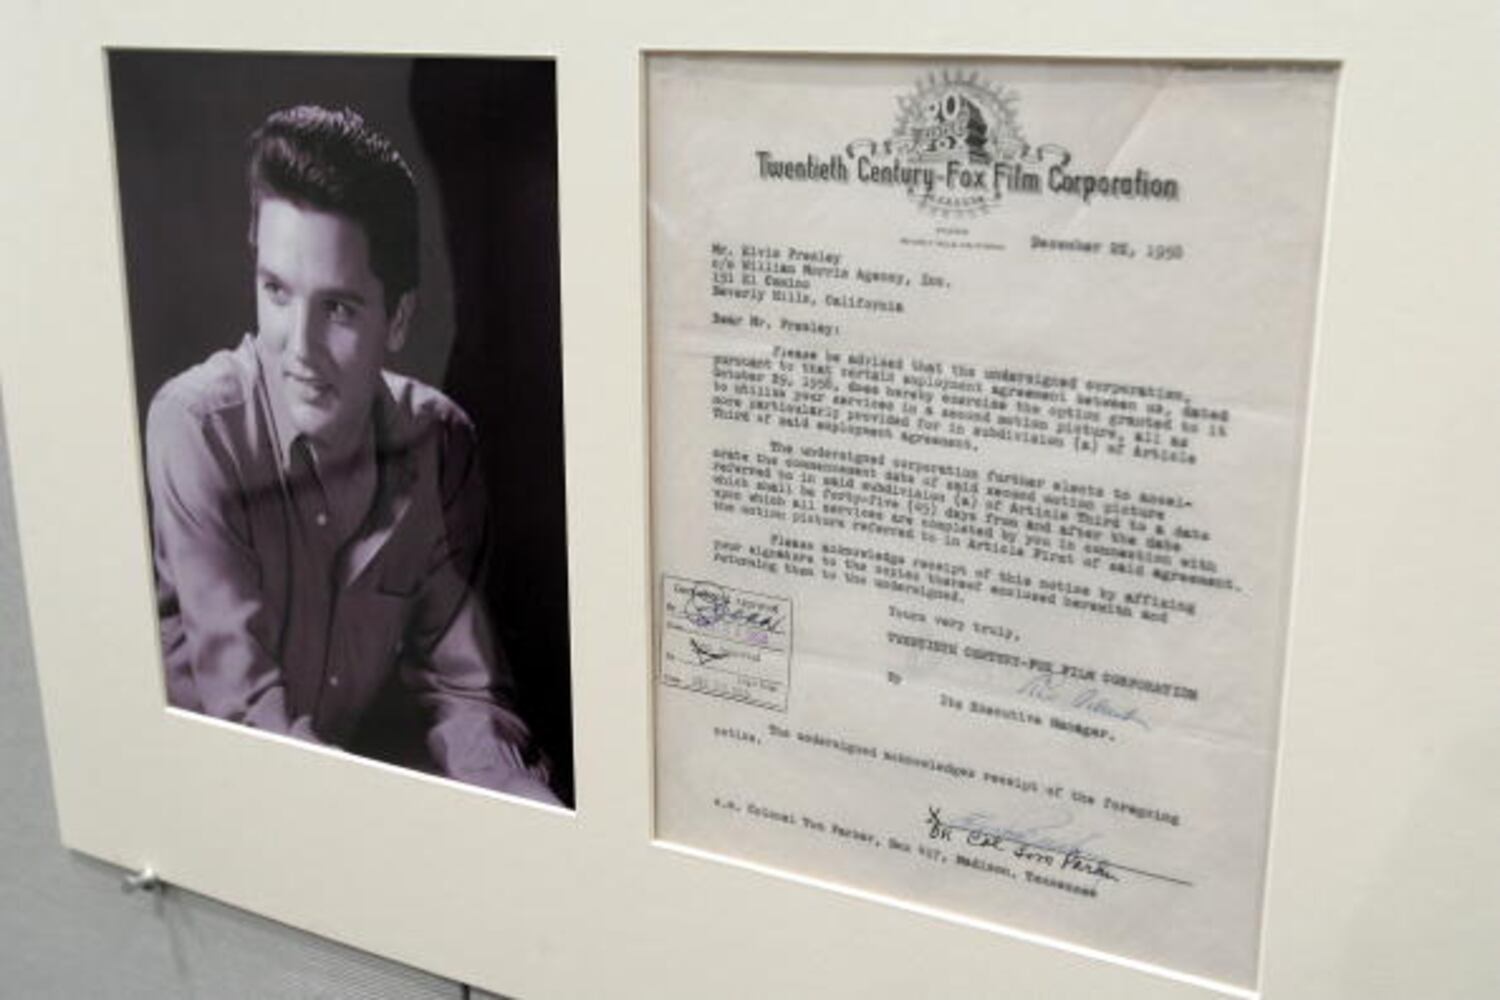 20
Twentieth Century-Fox Film Corporation
December 22, 1958
Mr. Elvis Presley
c/o William Morris Agency, Inc.
151 El Camino
Beverly Hills, California
Dear Mr. Presley:
Please be advised that the undersigned corporation,
pursuant to that certain employment agreement between us, dated
October 29, 1958, does hereby exercise the option granted to it
to utilize your services in a second motion picture, all as
more particularly provided for in subdivision (a) of Article
Third of said employment agreement.
The undersigned corporation further elects to accel-
erate the commencement date of said second motion picture
referred to in said subdivision (a) of Article Third to a date
which shall be forty-five (45) days from and after the date
upon which all services are completed by you in connection with
the motion picture referred to in Article First of said agreement.
Please acknowledge receipt of this notice by affixing
your signature to the copies thereof enclosed herewith and
returning them to the undersigned.
Yours very truly,
TWENTIETH CENTURY-FOX FILM CORPORATION
By
Its Executive Manager.
The undersigned acknowledges receipt of the foregoing
notice.
OK Col Tom Parker
c.c. Colonel Tom Parker, Box 417, Madison, Tennessee